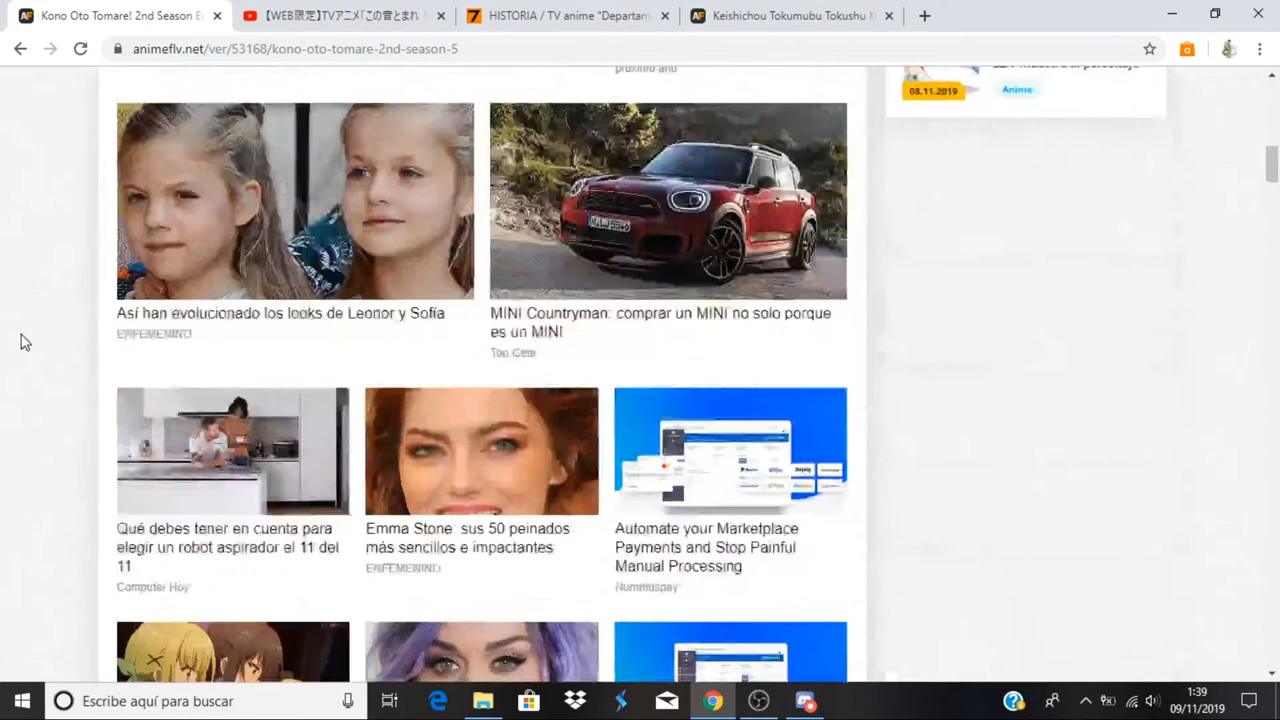 Kono Oto Tomare! 2nd Season Ep
【WEB限定】TVアニメ「この音とまれ！
HISTORIA / TV anime "Departam
Keishichou Tokumubu Tokushu K
animeflv.net/ver/53168/kono-oto-tomare-2nd-season-5
próximo año
08.11.2019
Anime
Así han evolucionado los looks de Leonor y Sofía
ENFEMENINO
MINI Countryman: comprar un MINI no solo porque
es un MINI
Top Gear
Qué debes tener en cuenta para
elegir un robot aspirador el 11 del
11
Computer Hoy
Emma Stone sus 50 peinados
más sencillos e impactantes
ENFEMENINO
Automate your Marketplace
Payments and Stop Painful
Manual Processing
Nummuspay
Escribe aquí para buscar
1:39
09/11/2019